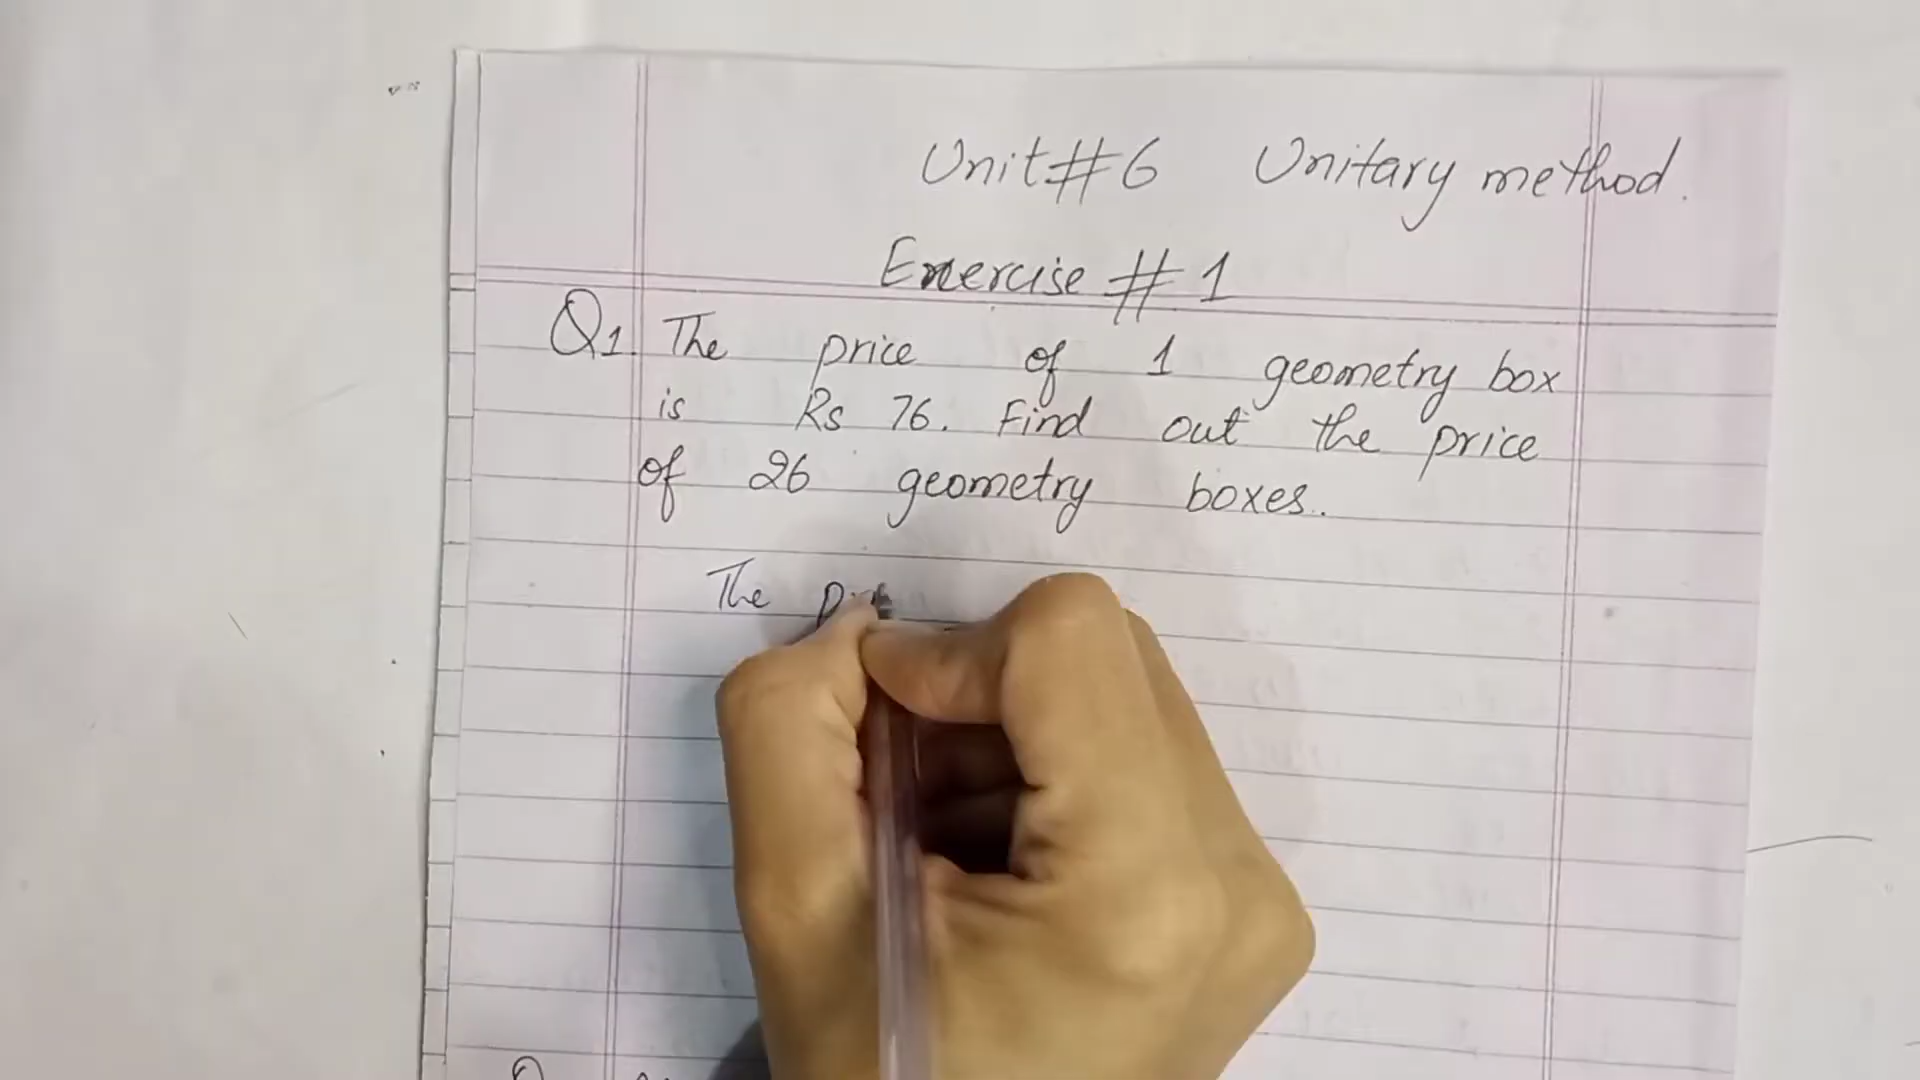 Unit#6 Unitary method.
Exercise # 1
Q1. The price of 1 geometry box
is Rs 76. Find out the price
of 26 geometry boxes.
The pri